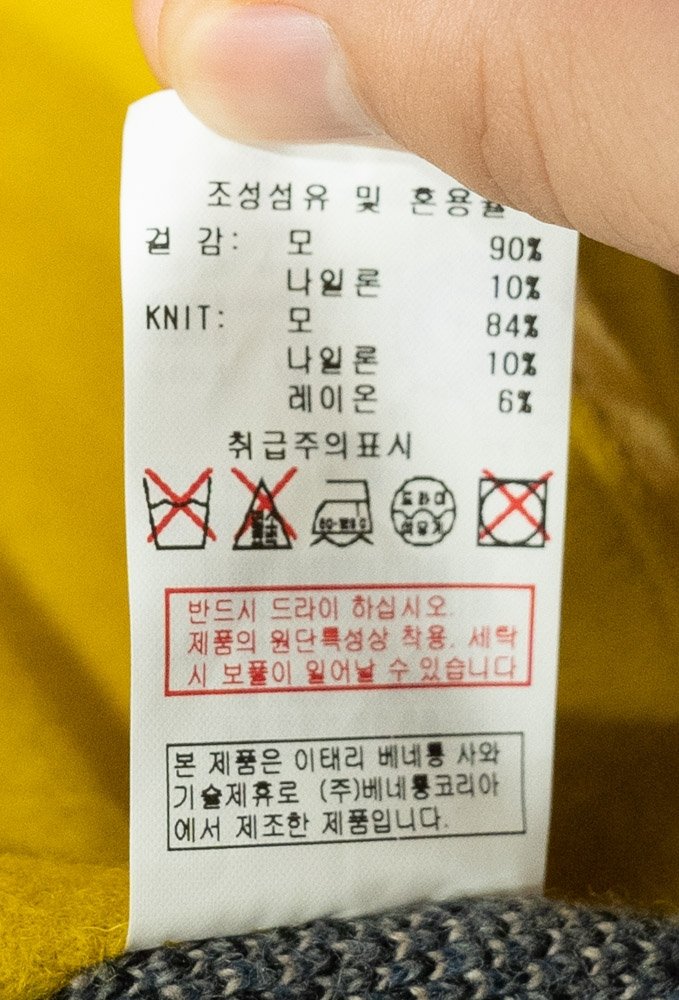 조성섬유 및 혼용율
겉 감: 모 90%
나일론 10%
KNIT: 모 84%
나일론 10%
레이온 6%
취급주의표시
드라이
반드시 드라이 하십시오.
제품의 원단특성상 착용, 세탁
시 보풀이 일어날 수 있습니다
본 제품은 이태리 베네통 사와
기술제휴로 (주)베네통코리아
에서 제조한 제품입니다.